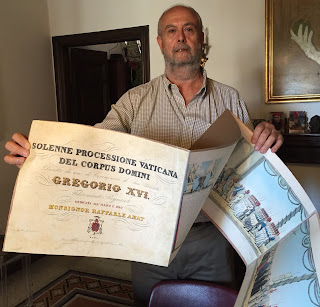 SOLENNE PROCESSIONE VATICANA
DEL CORPUS DOMINI
GREGORIO XVI.
MONSIGNOR RAFFAELE AMAT